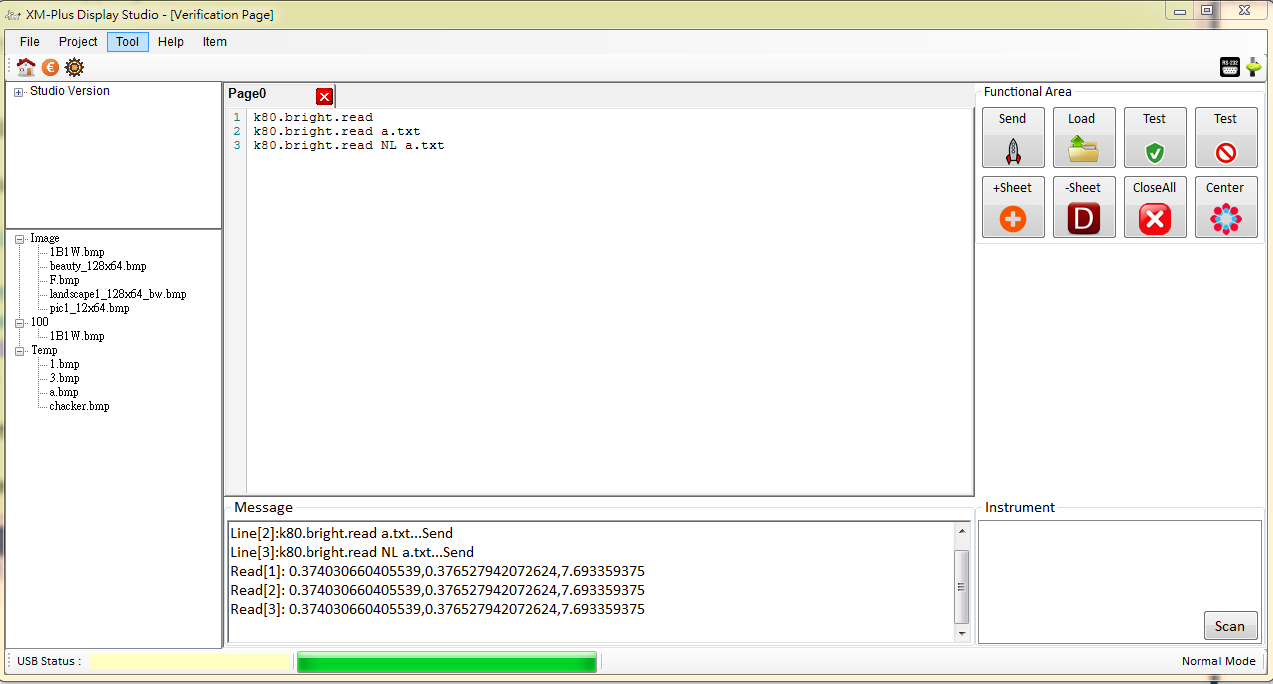 XM-Plus Display Studio - [Verification Page]
File Project Tool Help Item
RS-232
Studio Version
Image
1B1W.bmp
beauty_128x64.bmp
F.bmp
landscape1_128x64_bw.bmp
pic1_12x64.bmp
100
1B1W.bmp
Temp
1.bmp
3.bmp
a.bmp
chacker.bmp
Page0
1 k80.bright.read
2 k80.bright.read a.txt
3 k80.bright.read NL a.txt
Message
Line[2]:k80.bright.read a.txt...Send
Line[3]:k80.bright.read NL a.txt...Send
Read[1]: 0.374030660405539,0.376527942072624,7.693359375
Read[2]: 0.374030660405539,0.376527942072624,7.693359375
Read[3]: 0.374030660405539,0.376527942072624,7.693359375
Functional Area
Send Load Test Test
+Sheet -Sheet CloseAll Center
D
Instrument
Scan
USB Status :
Normal Mode